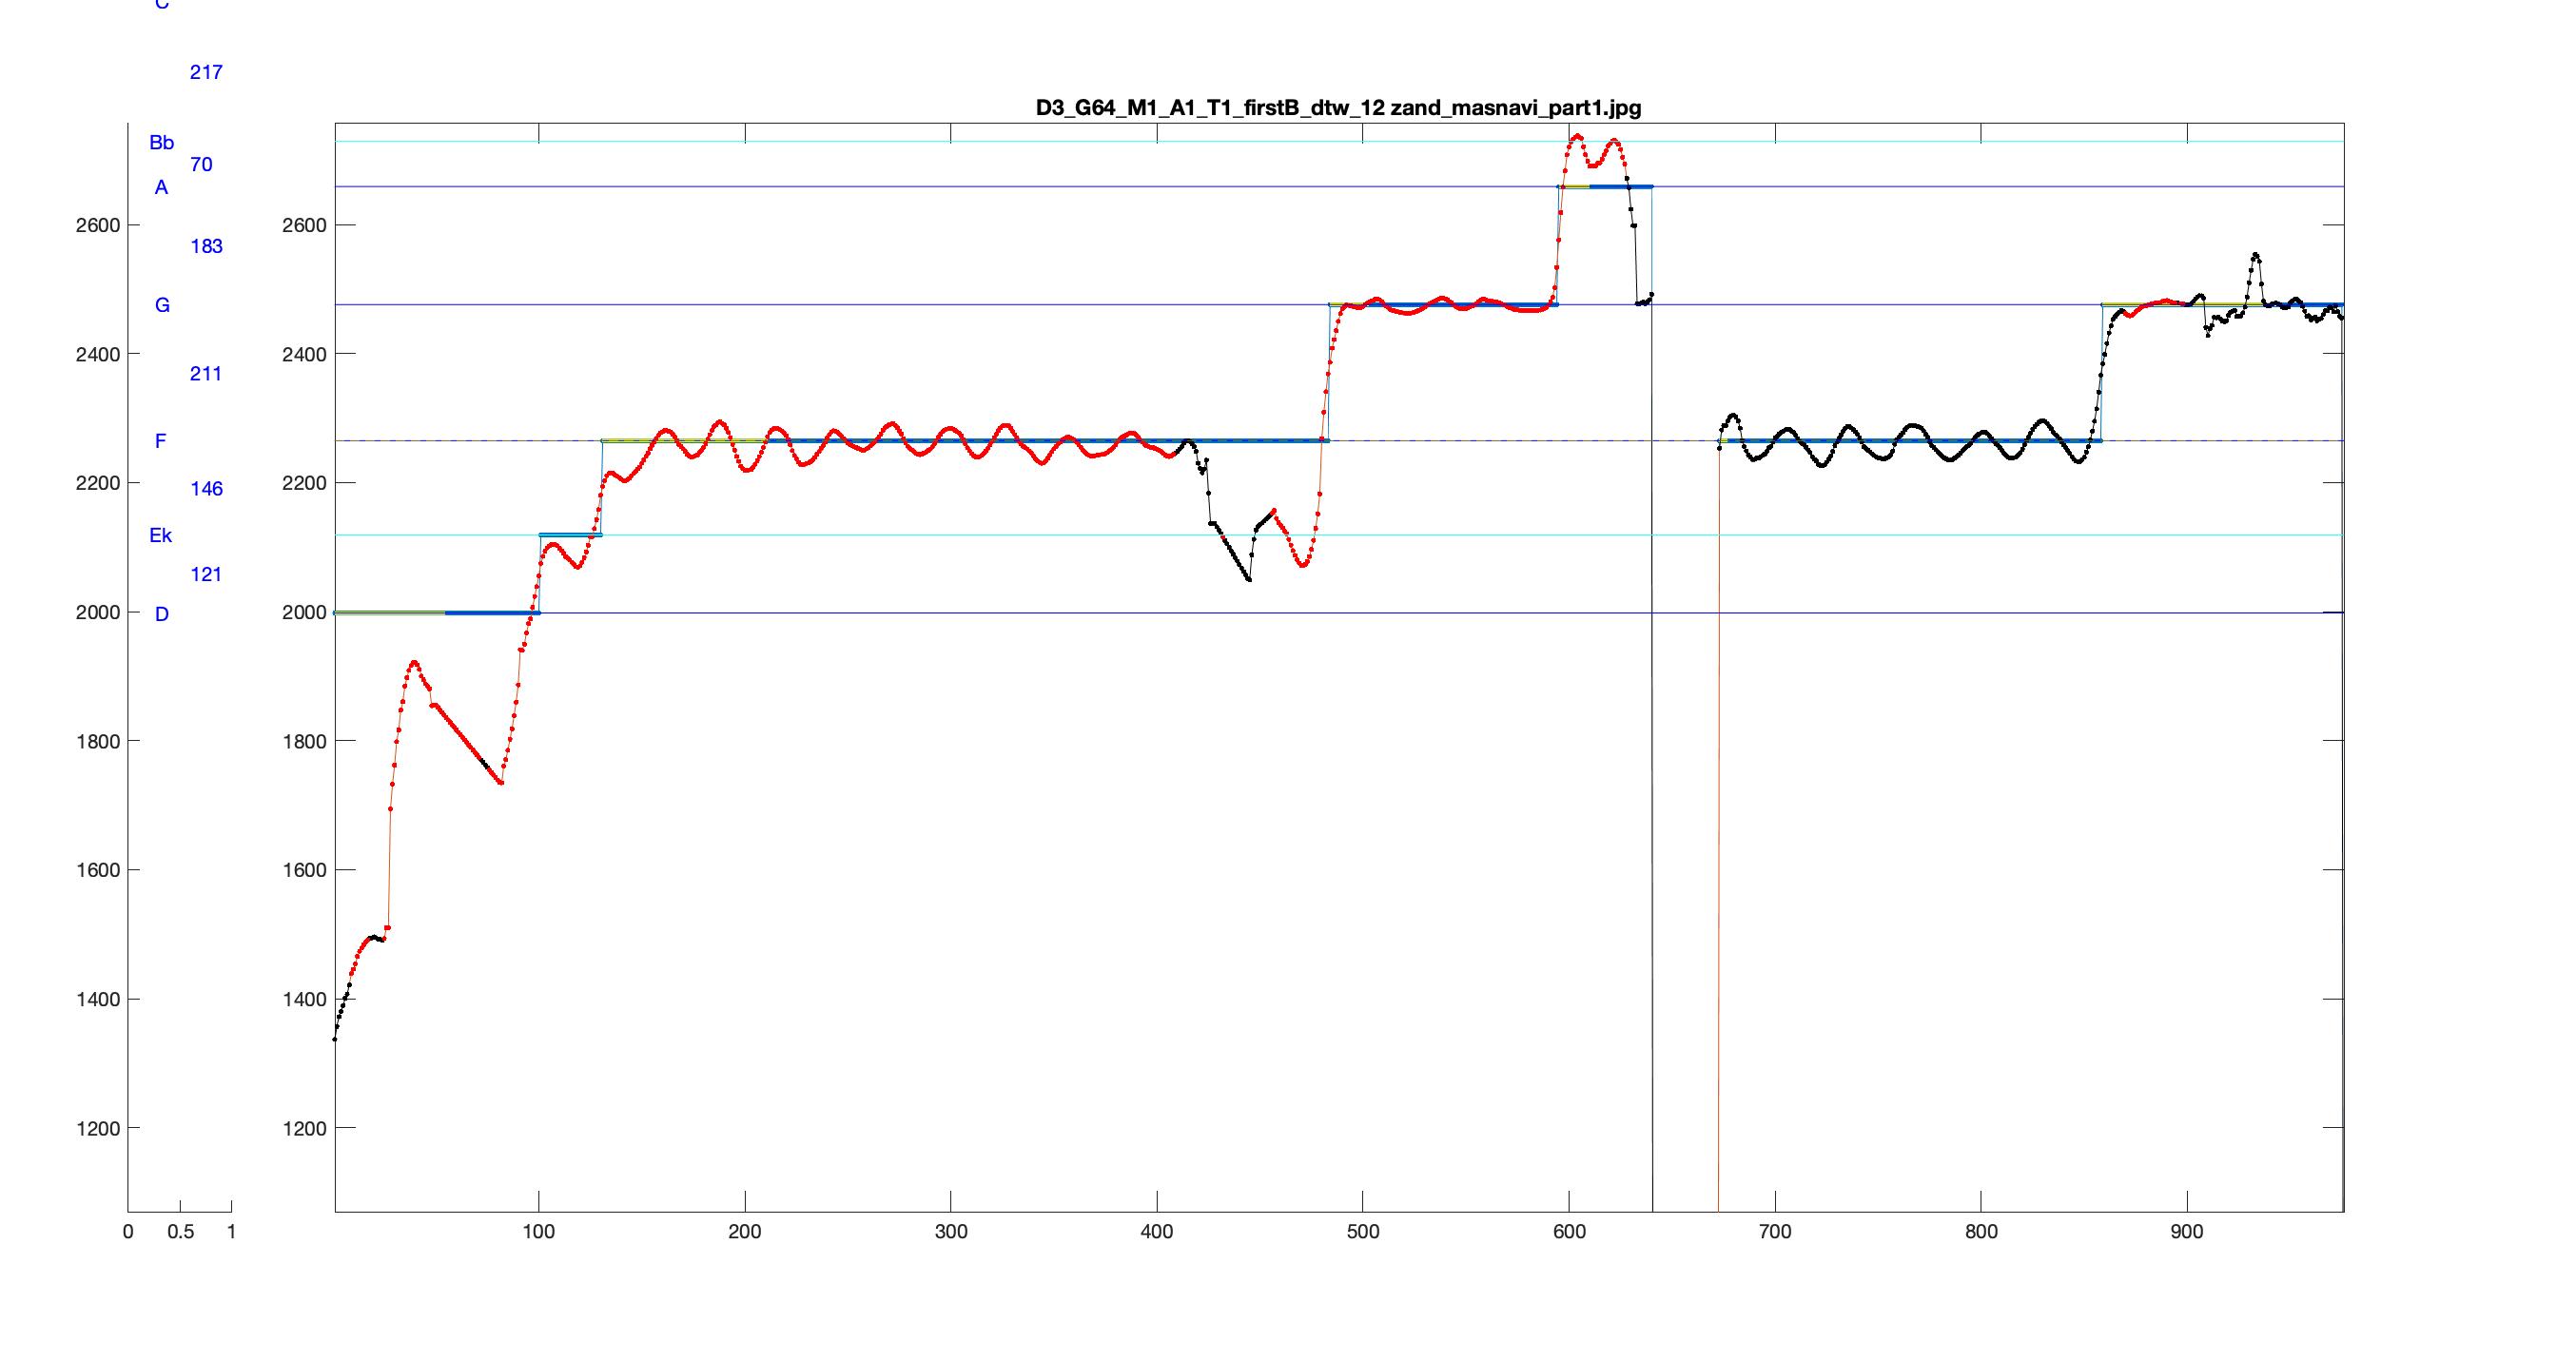 C
217
D3_G64_M1_A1_T1_firstB_dtw_12 zand_masnavi_part1.jpg
Bb
70
A
183
2600 2600
G
2400 2400
211
F
2200 2200
146
Ek
121
2000 D 2000
1800 1800
1600 1600
1400 1400
1200 1200
0 0.5 1 100 200 300 400 500 600 700 800 900